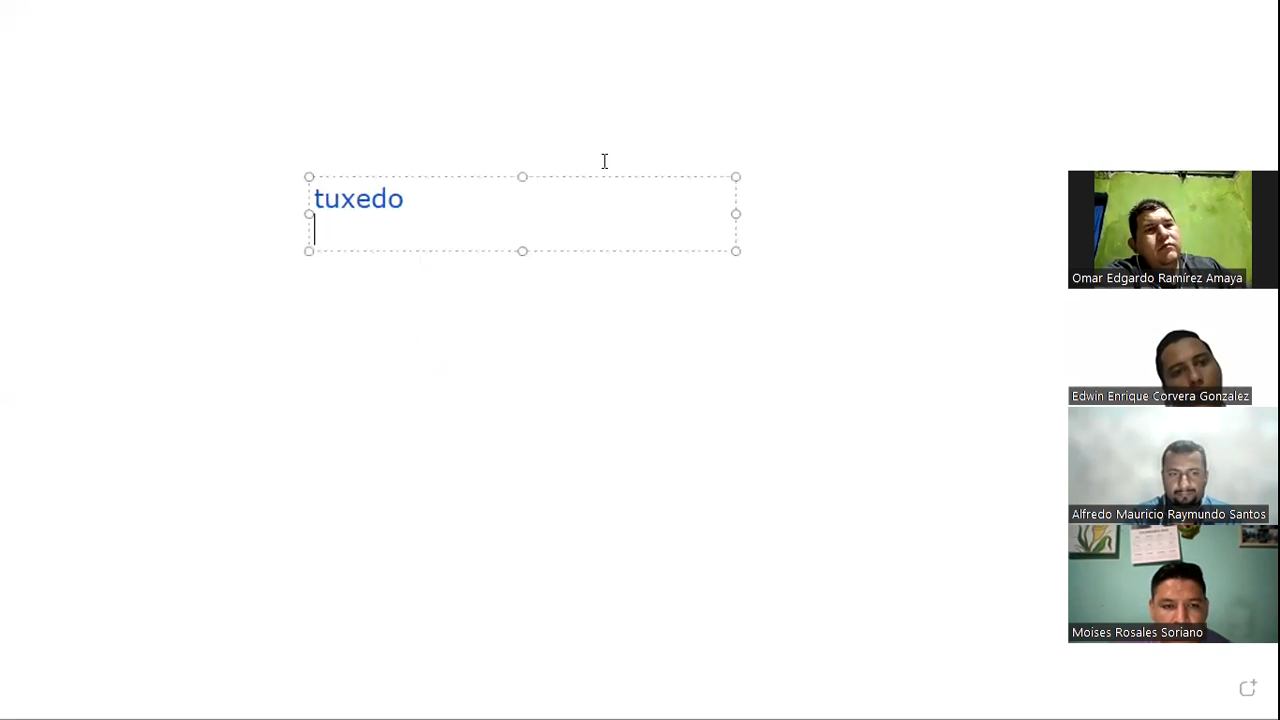 tuxedo
Omar Edgardo Ramírez Amaya
Edwin Enrique Corvera Gonzalez
Alfredo Mauricio Raymundo Santos
Moises Rosales Soriano